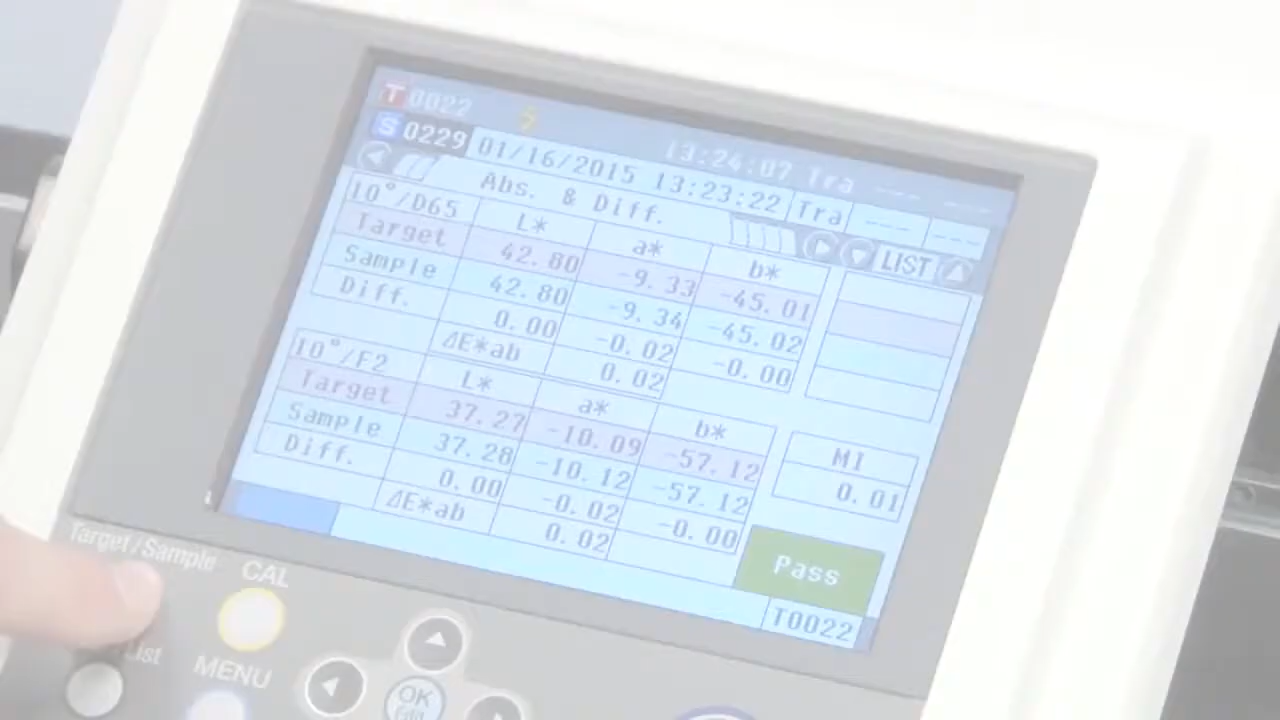 T 0022 13:24:07 Tra ---- ----
S 0229 01/16/2015 13:23:22 Tra ---- ---
Abs. & Diff.
LIST
10°/D65 L* a* b*
Target 42.80 -9.33 -45.01
Sample 42.80 -9.34 -45.02
Diff. 0.00 -0.02 -0.00
ΔE*ab 0.02
10°/F2 L* a* b*
Target 37.27 -10.09 -57.12
Sample 37.28 -10.12 -57.12
Diff. 0.00 -0.02 -0.00
ΔE*ab 0.02
MI
0.01
Pass
T0022
Target/Sample
CAL
List
MENU
OK